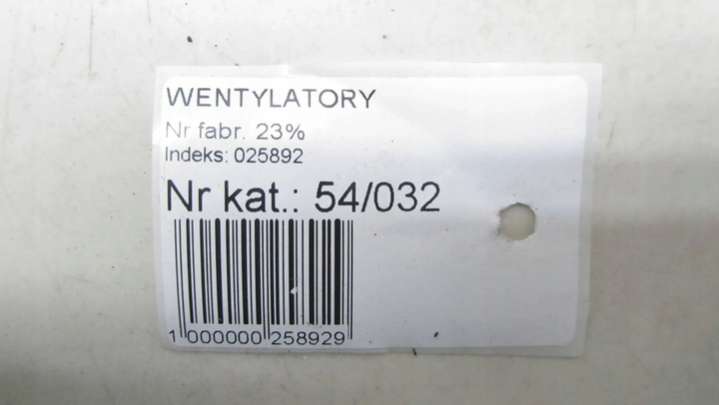 WENTYLATORY
Nr fabr. 23%
Indeks: 025892
Nr kat.: 54/032
1 000000 258929